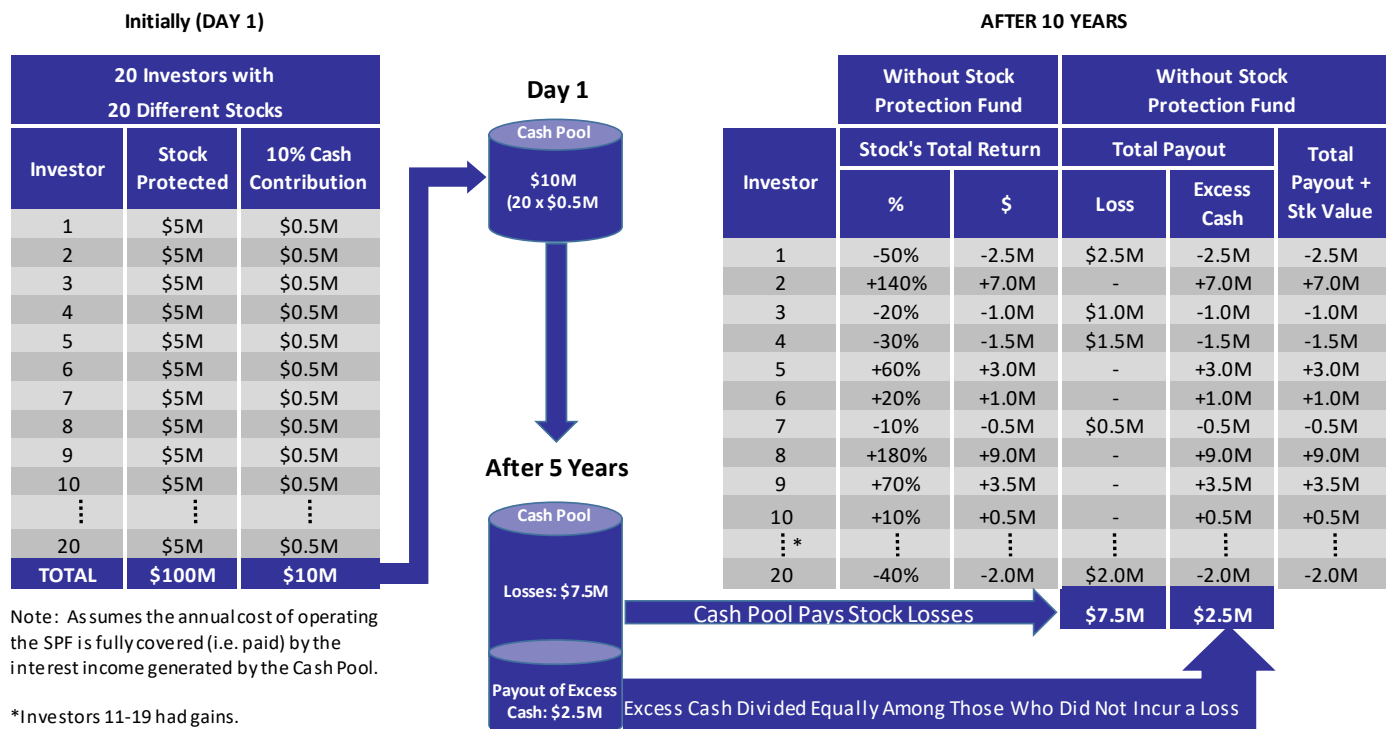 Initially (DAY 1)
20 Investors with
20 Different Stocks
Investor
Stock
Protected
10% Cash
Contribution
1 $5M $0.5M
2 $5M $0.5M
3 $5M $0.5M
4 $5M $0.5M
5 $5M $0.5M
6 $5M $0.5M
7 $5M $0.5M
8 $5M $0.5M
9 $5M $0.5M
10 $5M $0.5M
20 $5M $0.5M
TOTAL $100M $10M
Note: Assumes the annual cost of operating
the SPF is fully covered (i.e. paid) by the
interest income generated by the Cash Pool.
*Investors 11-19 had gains.
Day 1
Cash Pool
$10M
(20 x $0.5M
After 5 Years
Cash Pool
Losses: $7.5M
Payout of Excess
Cash: $2.5M
AFTER 10 YEARS
Without Stock
Protection Fund
Without Stock
Protection Fund
Investor
Stock's Total Return
Total Payout
Total
Payout +
Stk Value
%
$
Loss
Excess
Cash
1 -50% -2.5M $2.5M -2.5M -2.5M
2 +140% +7.0M - +7.0M +7.0M
3 -20% -1.0M $1.0M -1.0M -1.0M
4 -30% -1.5M $1.5M -1.5M -1.5M
5 +60% +3.0M - +3.0M +3.0M
6 +20% +1.0M - +1.0M +1.0M
7 -10% -0.5M $0.5M -0.5M -0.5M
8 +180% +9.0M - +9.0M +9.0M
9 +70% +3.5M - +3.5M +3.5M
10 +10% +0.5M - +0.5M +0.5M
*
20 -40% -2.0M $2.0M -2.0M -2.0M
Cash Pool Pays Stock Losses
$7.5M $2.5M
Excess Cash Divided Equally Among Those Who Did Not Incur a Loss